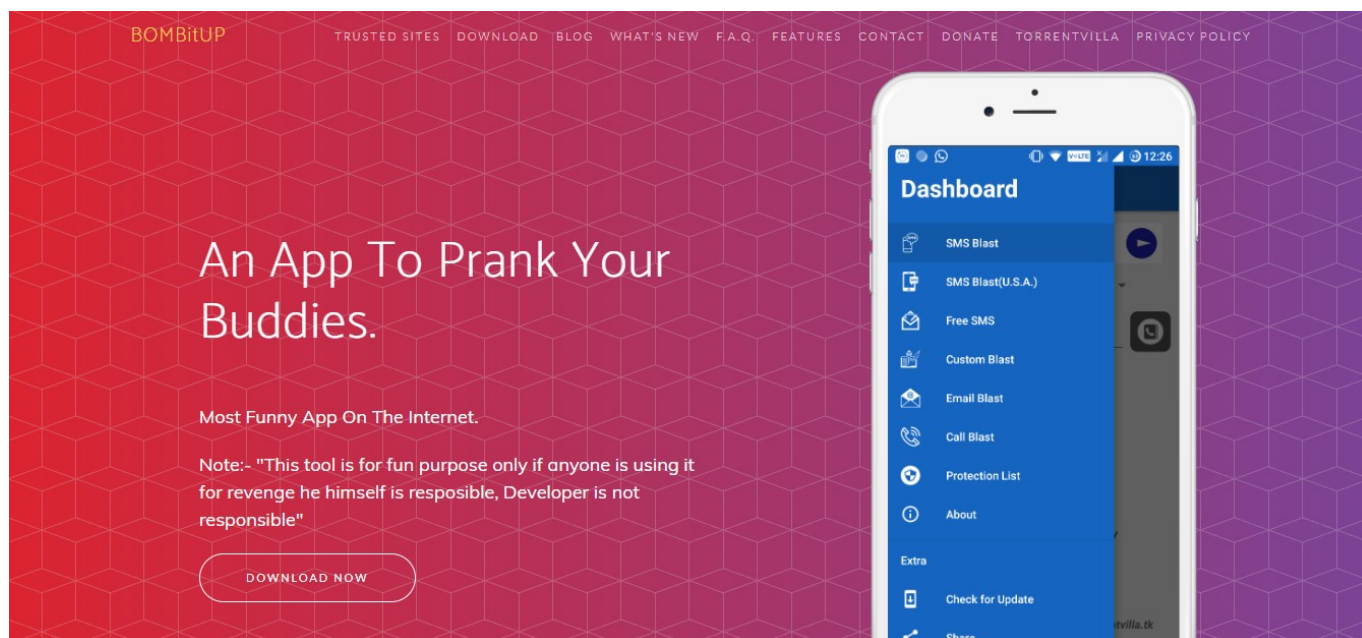 BOMBitUP
TRUSTED SITES DOWNLOAD BLOG WHAT'S NEW F.A.Q. FEATURES CONTACT DONATE TORRENTVILLA PRIVACY POLICY
An App To Prank Your
Buddies.
Most Funny App On The Internet.
Note:- "This tool is for fun purpose only if anyone is using it
for revenge he himself is resposible, Developer is not
responsible"
DOWNLOAD NOW
VoLTE 12:26
Dashboard
SMS Blast
SMS Blast(U.S.A.)
Free SMS
Custom Blast
Email Blast
Call Blast
Protection List
About
Extra
Check for Update
Share